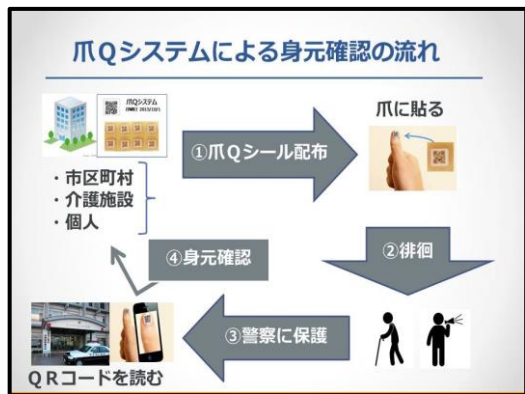 爪Qシステムによる身元確認の流れ
爪Qシステム
爪に貼る
①爪Qシール配布
・市区町村
・介護施設
・個人
②徘徊
④身元確認
③警察に保護
QRコードを読む